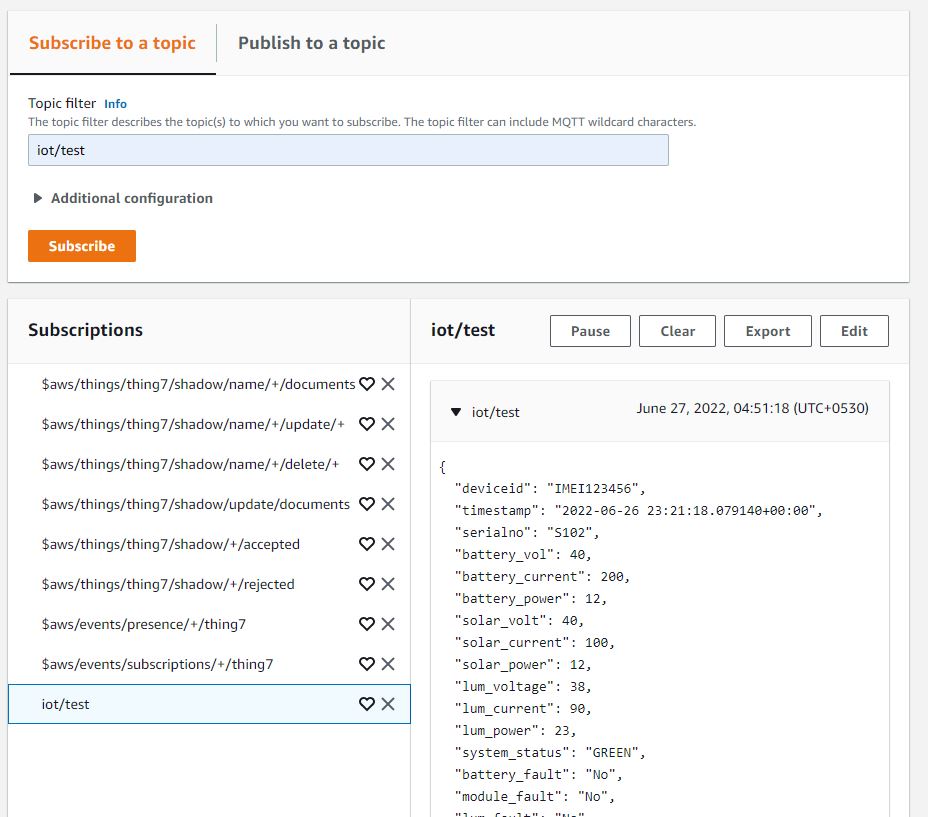 Subscribe to a topic
Publish to a topic
Topic filter Info
The topic filter describes the topic(s) to which you want to subscribe. The topic filter can include MQTT wildcard characters.
iot/test
Additional configuration
Subscribe
Subscriptions
$aws/things/thing7/shadow/name/+/documents
$aws/things/thing7/shadow/name/+/update/+
$aws/things/thing7/shadow/name/+/delete/+
$aws/things/thing7/shadow/update/documents
$aws/things/thing7/shadow/+/accepted
$aws/things/thing7/shadow/+/rejected
$aws/events/presence/+/thing7
$aws/events/subscriptions/+/thing7
iot/test
iot/test
Pause
Clear
Export
Edit
iot/test
June 27, 2022, 04:51:18 (UTC+0530)
{
"deviceid": "IMEI123456",
"timestamp": "2022-06-26 23:21:18.079140+00:00",
"serialno": "S102",
"battery_vol": 40,
"battery_current": 200,
"battery_power": 12,
"solar_volt": 40,
"solar_current": 100,
"solar_power": 12,
"lum_voltage": 38,
"lum_current": 90,
"lum_power": 23,
"system_status": "GREEN",
"battery_fault": "No",
"module_fault": "No",
"lum_fault": "No"